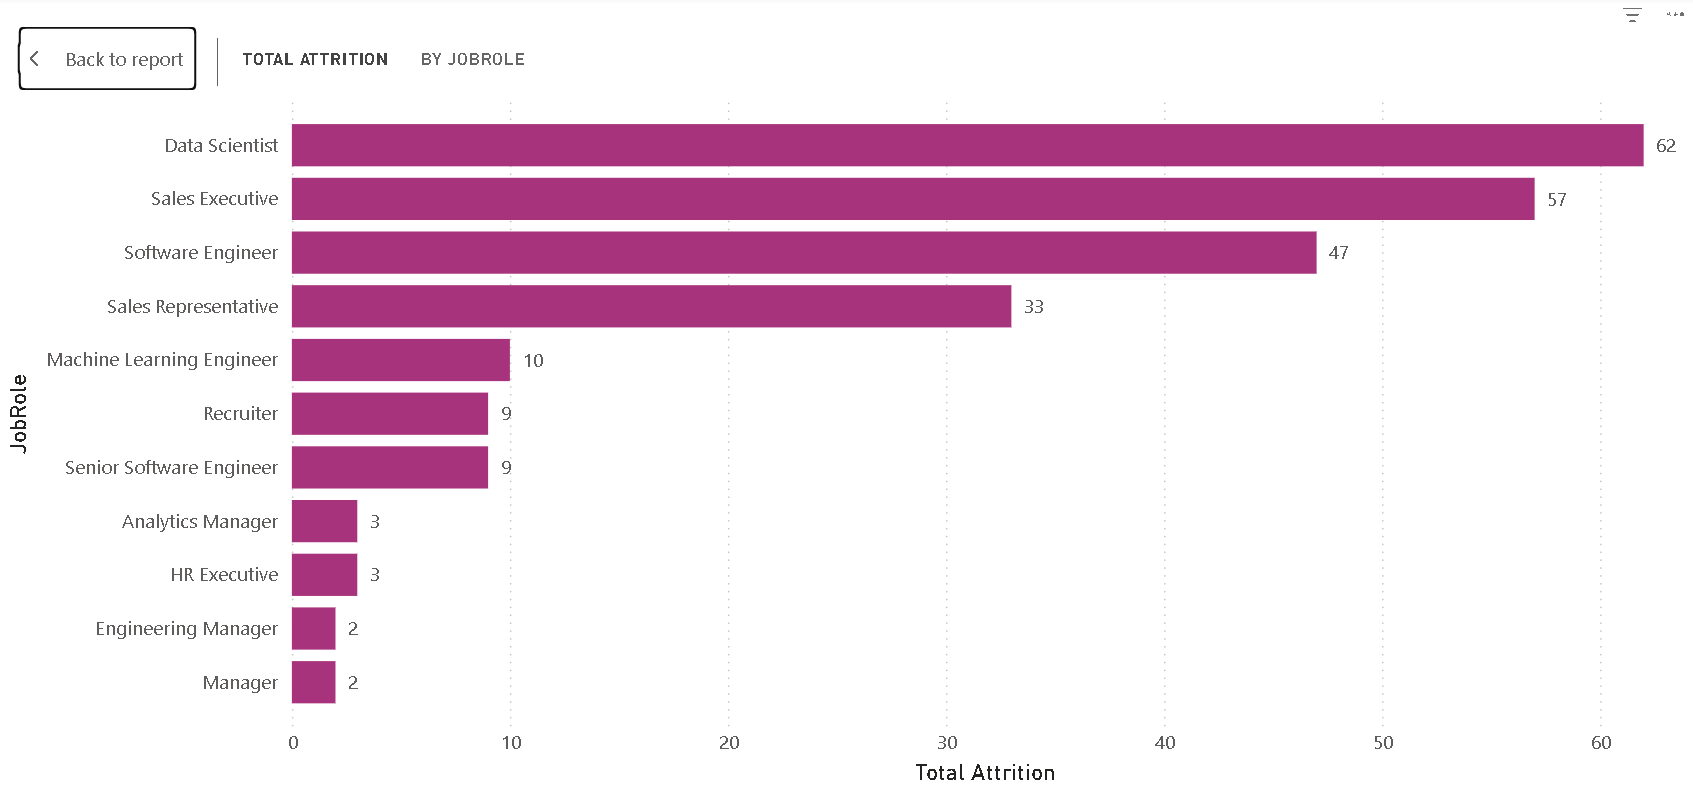 Back to report
TOTAL ATTRITION BY JOBROLE
Data Scientist 62
Sales Executive 57
Software Engineer 47
Sales Representative 33
Machine Learning Engineer 10
Recruiter 9
Senior Software Engineer 9
Analytics Manager 3
HR Executive 3
Engineering Manager 2
Manager 2
JobRole
0 10 20 30 40 50 60
Total Attrition